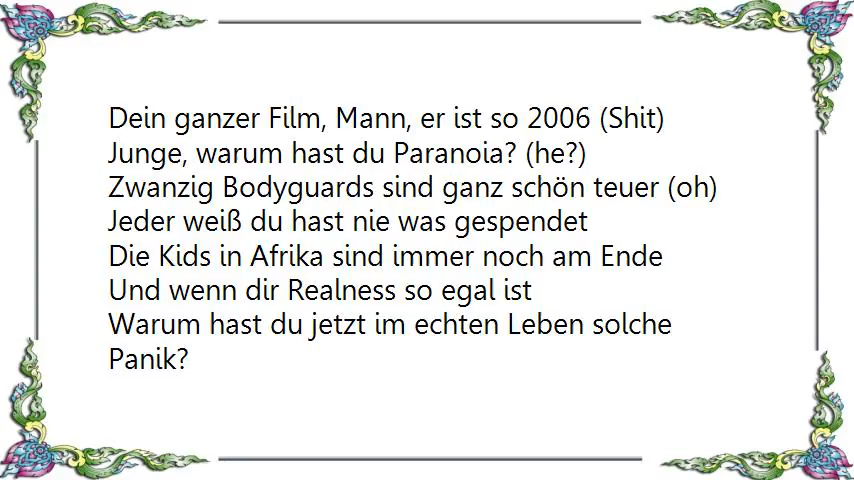 Dein ganzer Film, Mann, er ist so 2006 (Shit)
Junge, warum hast du Paranoia? (he?)
Zwanzig Bodyguards sind ganz schön teuer (oh)
Jeder weiß du hast nie was gespendet
Die Kids in Afrika sind immer noch am Ende
Und wenn dir Realness so egal ist
Warum hast du jetzt im echten Leben solche
Panik?